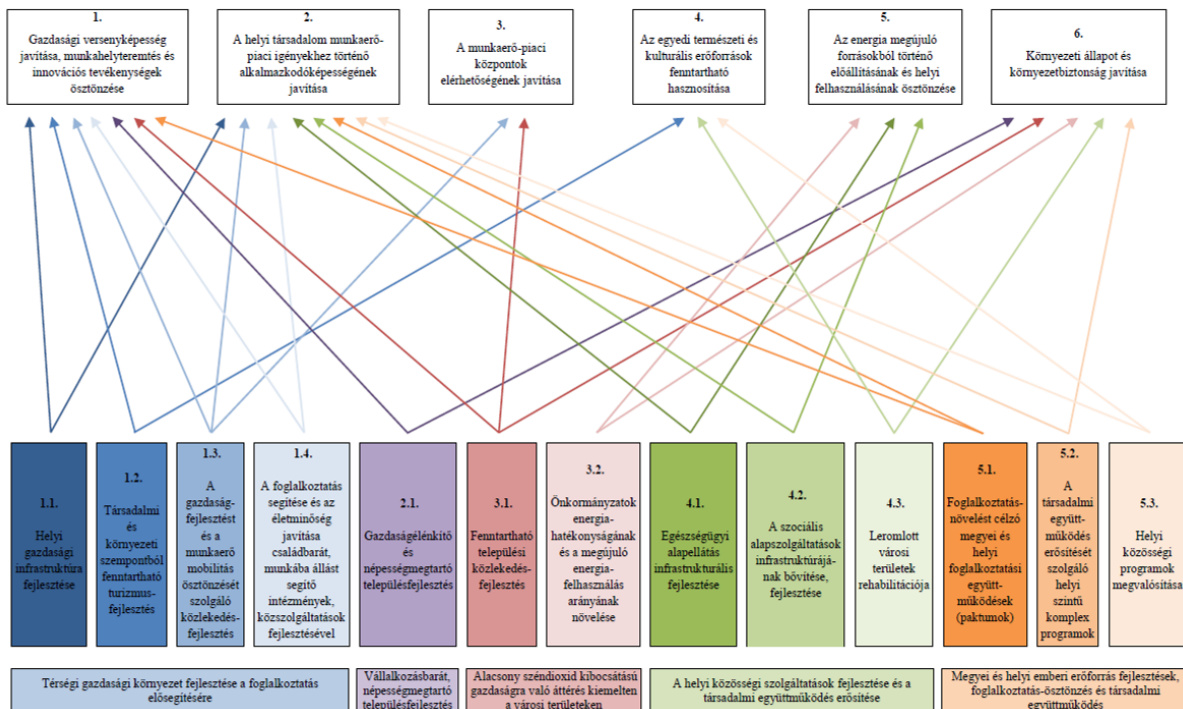 1.
Gazdasági versenyképesség
javítása, munkahelyteremtés és
innovációs tevékenységek
ösztönzése
2.
A helyi társadalom munkaerő-
piaci igényekhez történő
alkalmazkodóképességének
javítása
3.
A munkaerő-piaci
központok
elérhetőségének javítása
4.
Az egyedi természeti és
kulturális erőforrások
fenntartható
hasznosítása
5.
Az energia megújuló
forrásokból történő
előállításának és helyi
felhasználásának ösztönzése
6.
Környezeti állapot és
környezetbiztonság javítása
1.1.
Helyi
gazdasági
infrastruktúra
fejlesztése
1.2.
Társadalmi
és
környezeti
szempontból
fenntartható
turizmus-
fejlesztés
1.3.
A
gazdaság-
fejlesztést
és a
munkaerő
mobilitás
ösztönzését
szolgáló
közlekedés-
fejlesztés
1.4.
A foglalkoztatás
segítése és az
életminőség
javítása
családbarát,
munkába állást
segítő
intézmények,
közszolgáltatások
fejlesztésével
2.1.
Gazdaságélénkítő
és
népességmegtartó
településfejlesztés
3.1.
Fenntartható
települési
közlekedés-
fejlesztés
3.2.
Önkormányzatok
energia-
hatékonyságának
és a megújuló
energia-
felhasználás
arányának
növelése
4.1.
Egészségügyi
alapellátás
infrastrukturális
fejlesztése
4.2.
A szociális
alapszolgáltatások
infrastruktúrájá-
nak bővítése,
fejlesztése
4.3.
Leromlott
városi
területek
rehabilitációja
5.1.
Foglalkoztatás-
növelést célzó
megyei és
helyi
foglalkoztatási
együtt-
működések
(paktumok)
5.2.
A
társadalmi
együtt-
működés
erősítését
szolgáló
helyi
szintű
komplex
programok
5.3.
Helyi
közösségi
programok
megvalósítása
Térségi gazdasági környezet fejlesztése a foglalkoztatás
elősegítésére
Vállalkozásbarát,
népességmegtartó
településfejlesztés
Alacsony széndioxid kibocsátású
gazdaságra való áttérés kiemelten
a városi területeken
A helyi közösségi szolgáltatások fejlesztése és a
társadalmi együttműködés erősítése
Megyei és helyi emberi erőforrás fejlesztések,
foglalkoztatás-ösztönzés és társadalmi
együttműködés